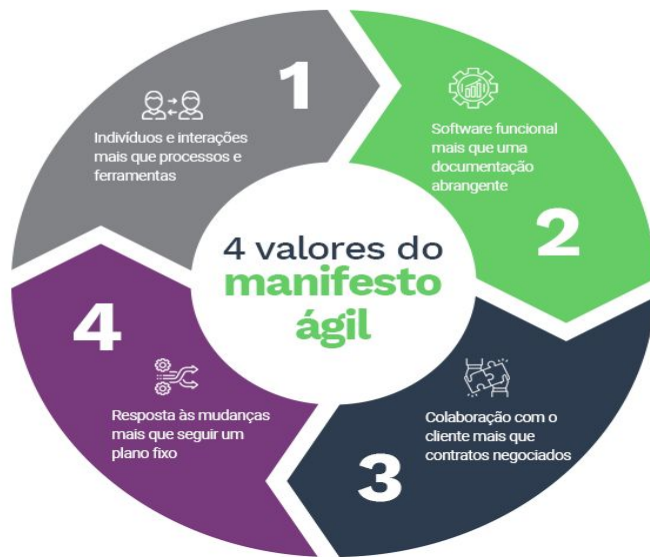 4 valores do
manifesto
ágil
1
Indivíduos e interações
mais que processos e
ferramentas
2
Software funcional
mais que uma
documentação
abrangente
3
Colaboração com o
cliente mais que
contratos negociados
4
Resposta às mudanças
mais que seguir um
plano fixo